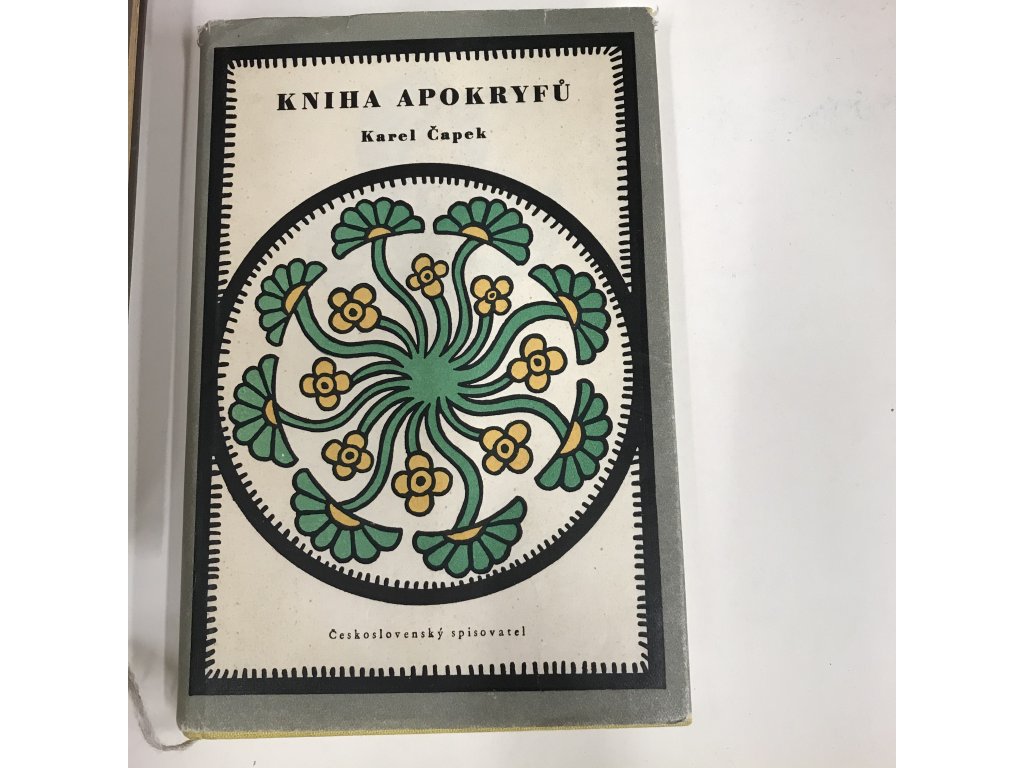 KNIHA APOKRYFŮ
Karel Čapek
Československý spisovatel